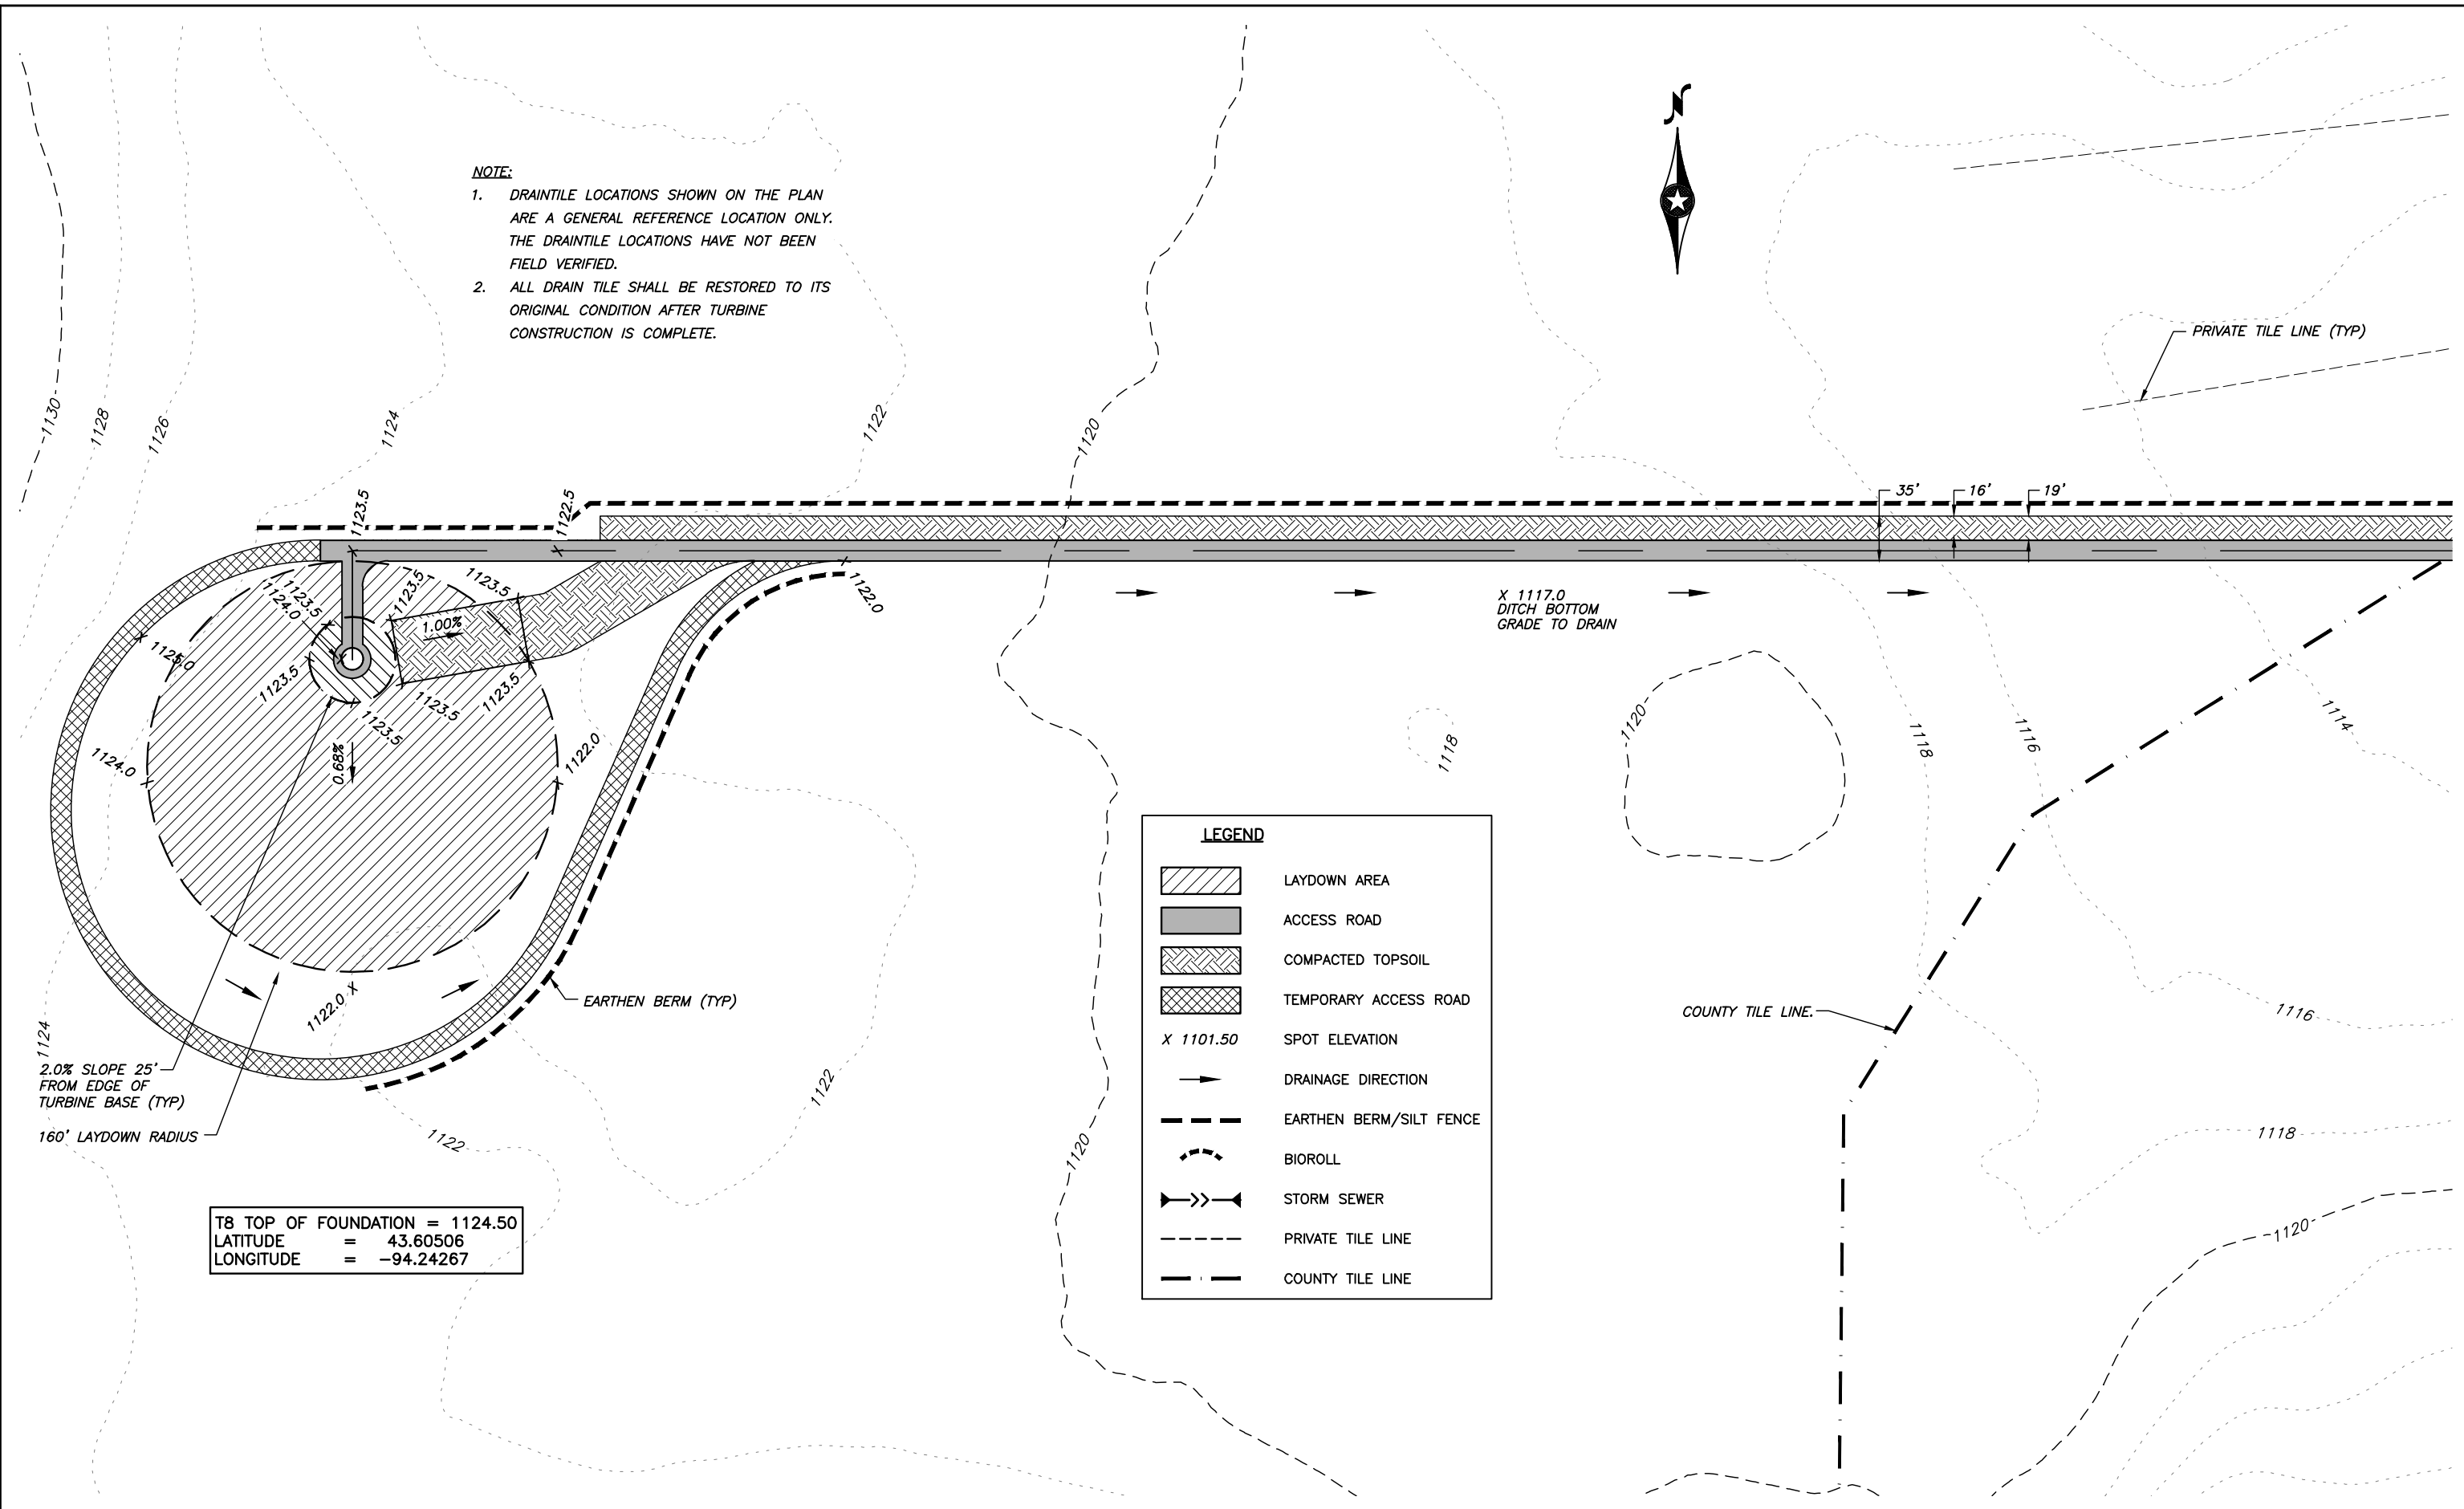 N
NOTE:
1. DRAINTILE LOCATIONS SHOWN ON THE PLAN
ARE A GENERAL REFERENCE LOCATION ONLY.
THE DRAINTILE LOCATIONS HAVE NOT BEEN
FIELD VERIFIED.
2. ALL DRAIN TILE SHALL BE RESTORED TO ITS
ORIGINAL CONDITION AFTER TURBINE
CONSTRUCTION IS COMPLETE.
PRIVATE TILE LINE (TYP)
1130
1128
1126
1124
1122
1120
1123.5
1122.5
35'
16'
19'
1123.5
1124.0
1123.5
1123.5
1.00%
1122.0
X 1117.0
DITCH BOTTOM
GRADE TO DRAIN
1125.0
1123.5
1123.5
1123.5
1123.5
1124.0
0.68%
1122.0
1118
1120
1118
1116
1114
1122.0 X
EARTHEN BERM (TYP)
1124
2.0% SLOPE 25'
FROM EDGE OF
TURBINE BASE (TYP)
160' LAYDOWN RADIUS
1122
1122
1120
COUNTY TILE LINE.
1116
1118
1120
LEGEND
LAYDOWN AREA
ACCESS ROAD
COMPACTED TOPSOIL
TEMPORARY ACCESS ROAD
X 1101.50 SPOT ELEVATION
DRAINAGE DIRECTION
EARTHEN BERM/SILT FENCE
BIOROLL
STORM SEWER
PRIVATE TILE LINE
COUNTY TILE LINE
T8 TOP OF FOUNDATION = 1124.50
LATITUDE = 43.60506
LONGITUDE = -94.24267